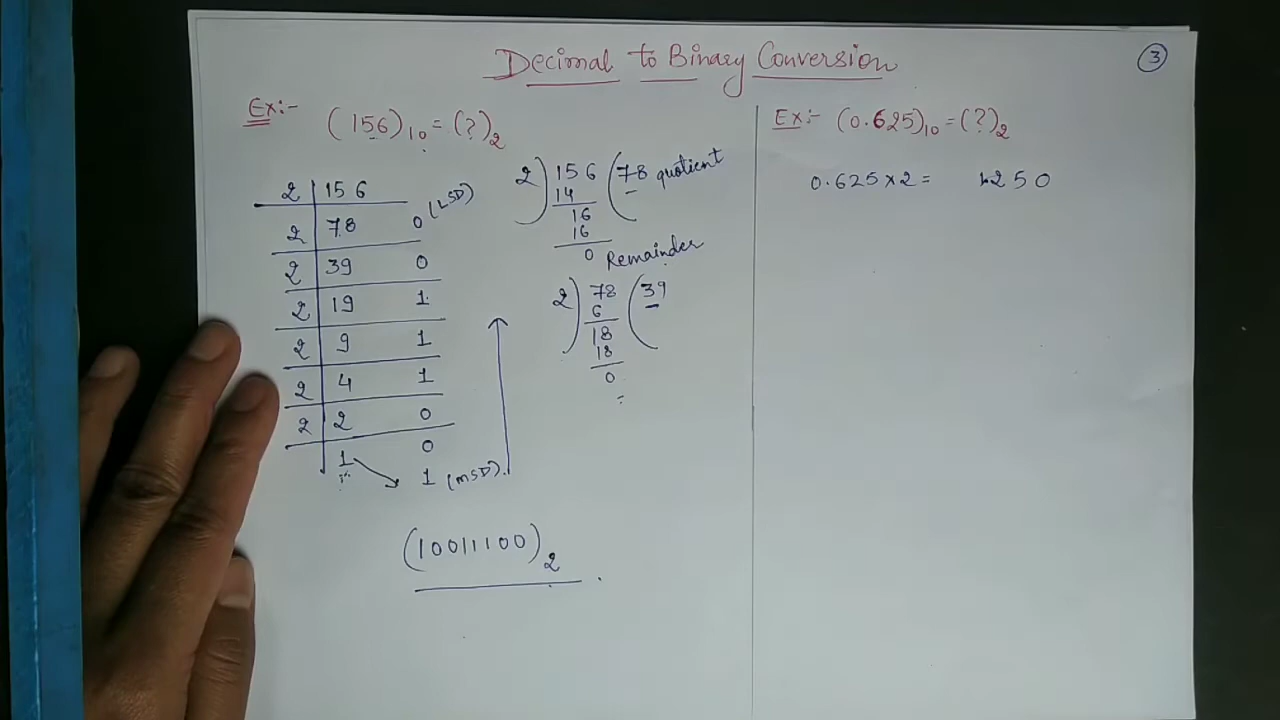 Decimal to Binary Conversion
3
Ex:- (156)10 = (?)2
2 | 156
2 | 78 0 (LSD)
2 | 39 0
2 | 19 1
2 | 9 1
2 | 4 1
2 | 2 0
1 0
1 (MSD).
(10011100)2
2 ) 156 ( 78 quotient
14
16
16
0 Remainder
2 ) 78 ( 39
6
18
18
0
Ex:- (0.625)10 = (?)2
0.625 × 2 = 1.250